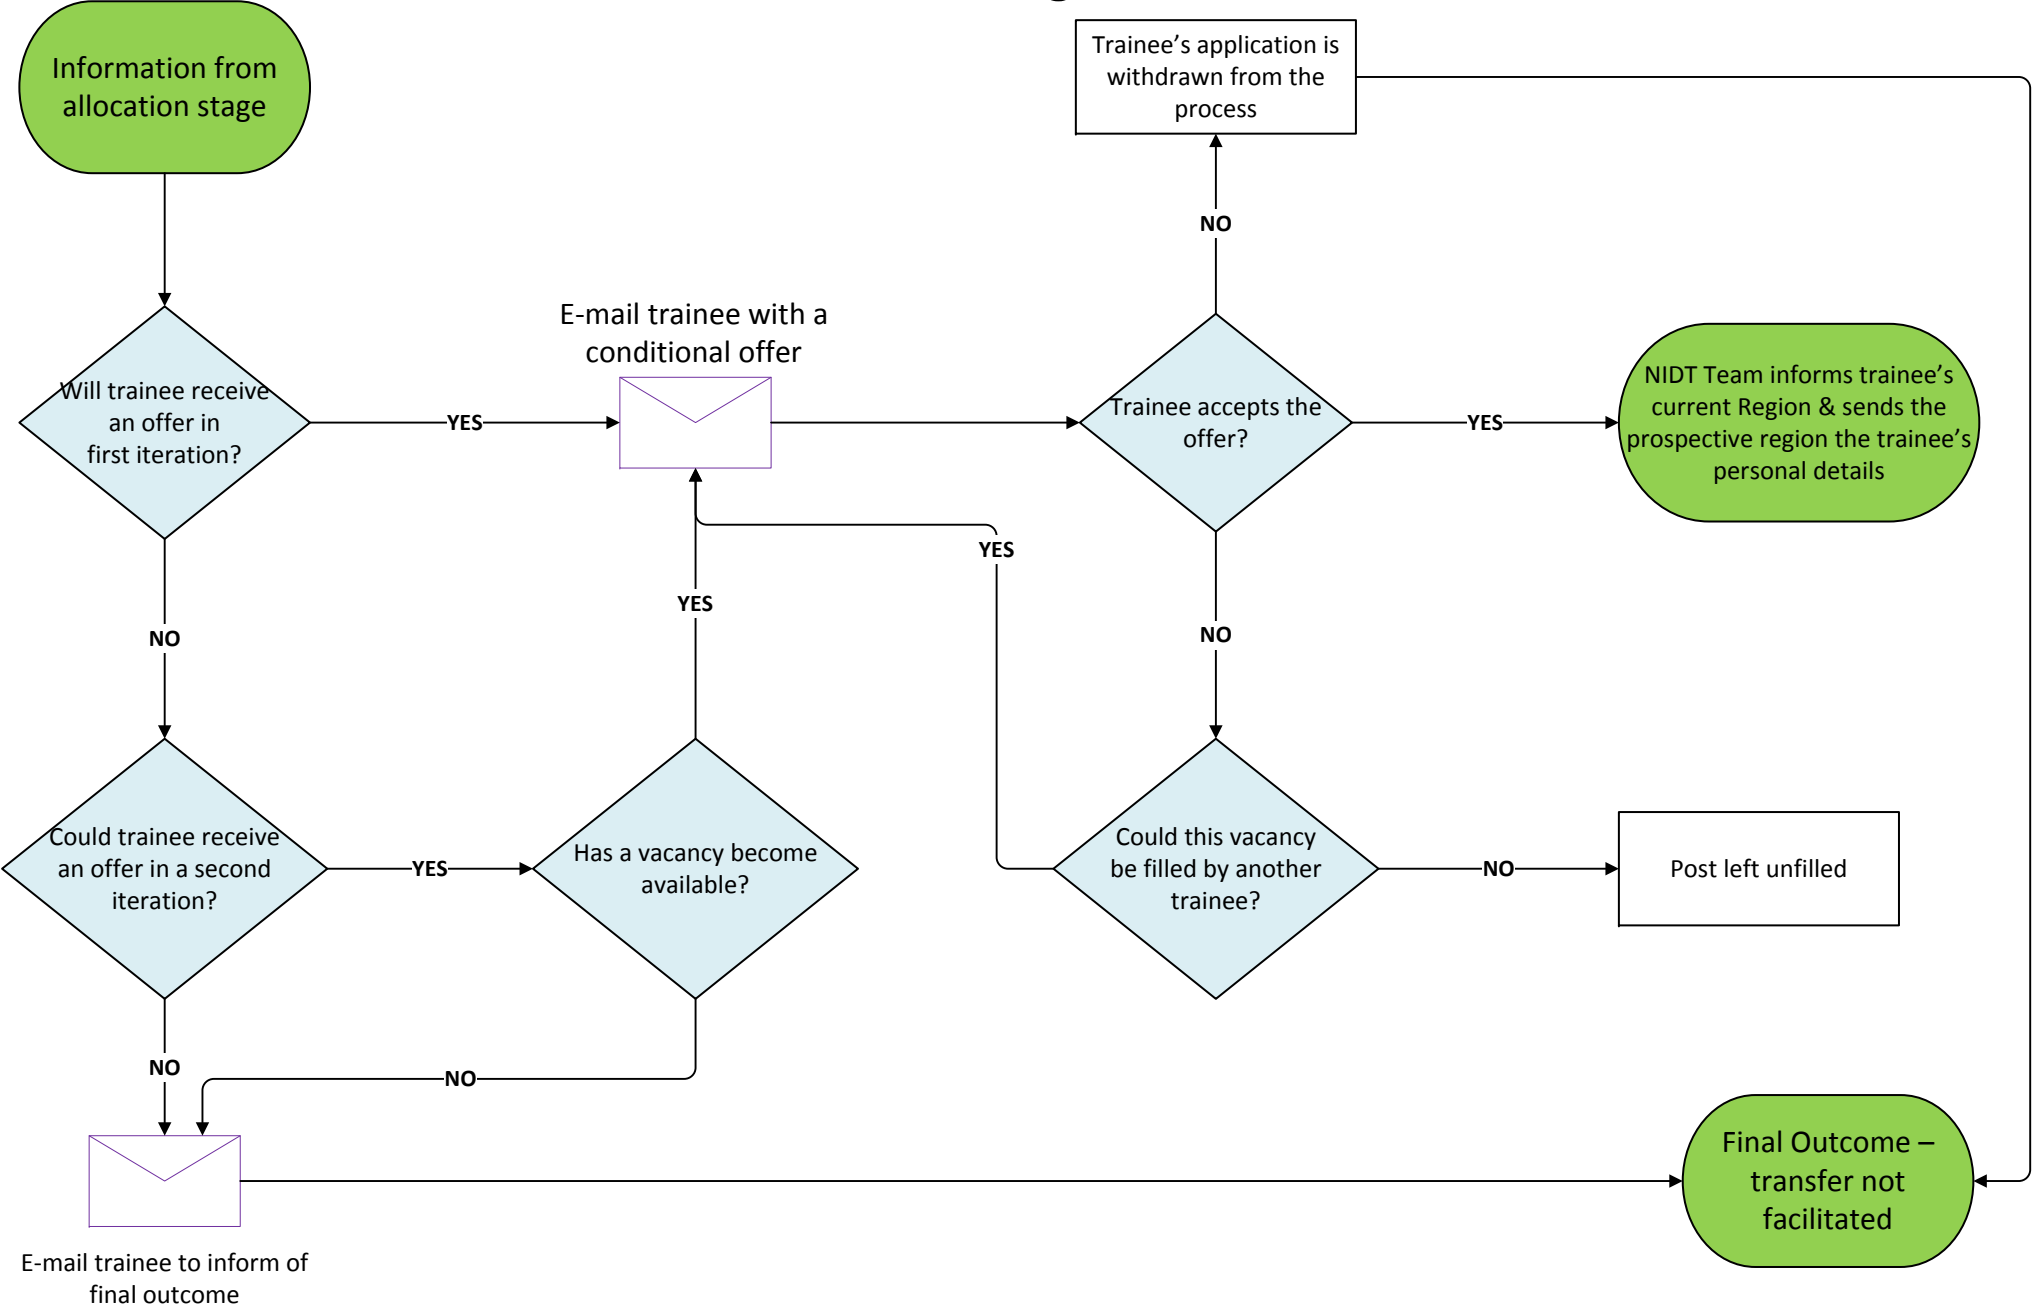 Information from
allocation stage
Trainee’s application is
withdrawn from the
process
NO
E-mail trainee with a
conditional offer
Will trainee receive
an offer in
first iteration?
YES
Trainee accepts the
offer?
YES
NIDT Team informs trainee’s
current Region & sends the
prospective region the trainee’s
personal details
YES
YES
NO
NO
Could trainee receive
an offer in a second
iteration?
YES
Has a vacancy become
available?
Could this vacancy
be filled by another
trainee?
NO
Post left unfilled
NO
NO
Final Outcome –
transfer not
facilitated
E-mail trainee to inform of
final outcome